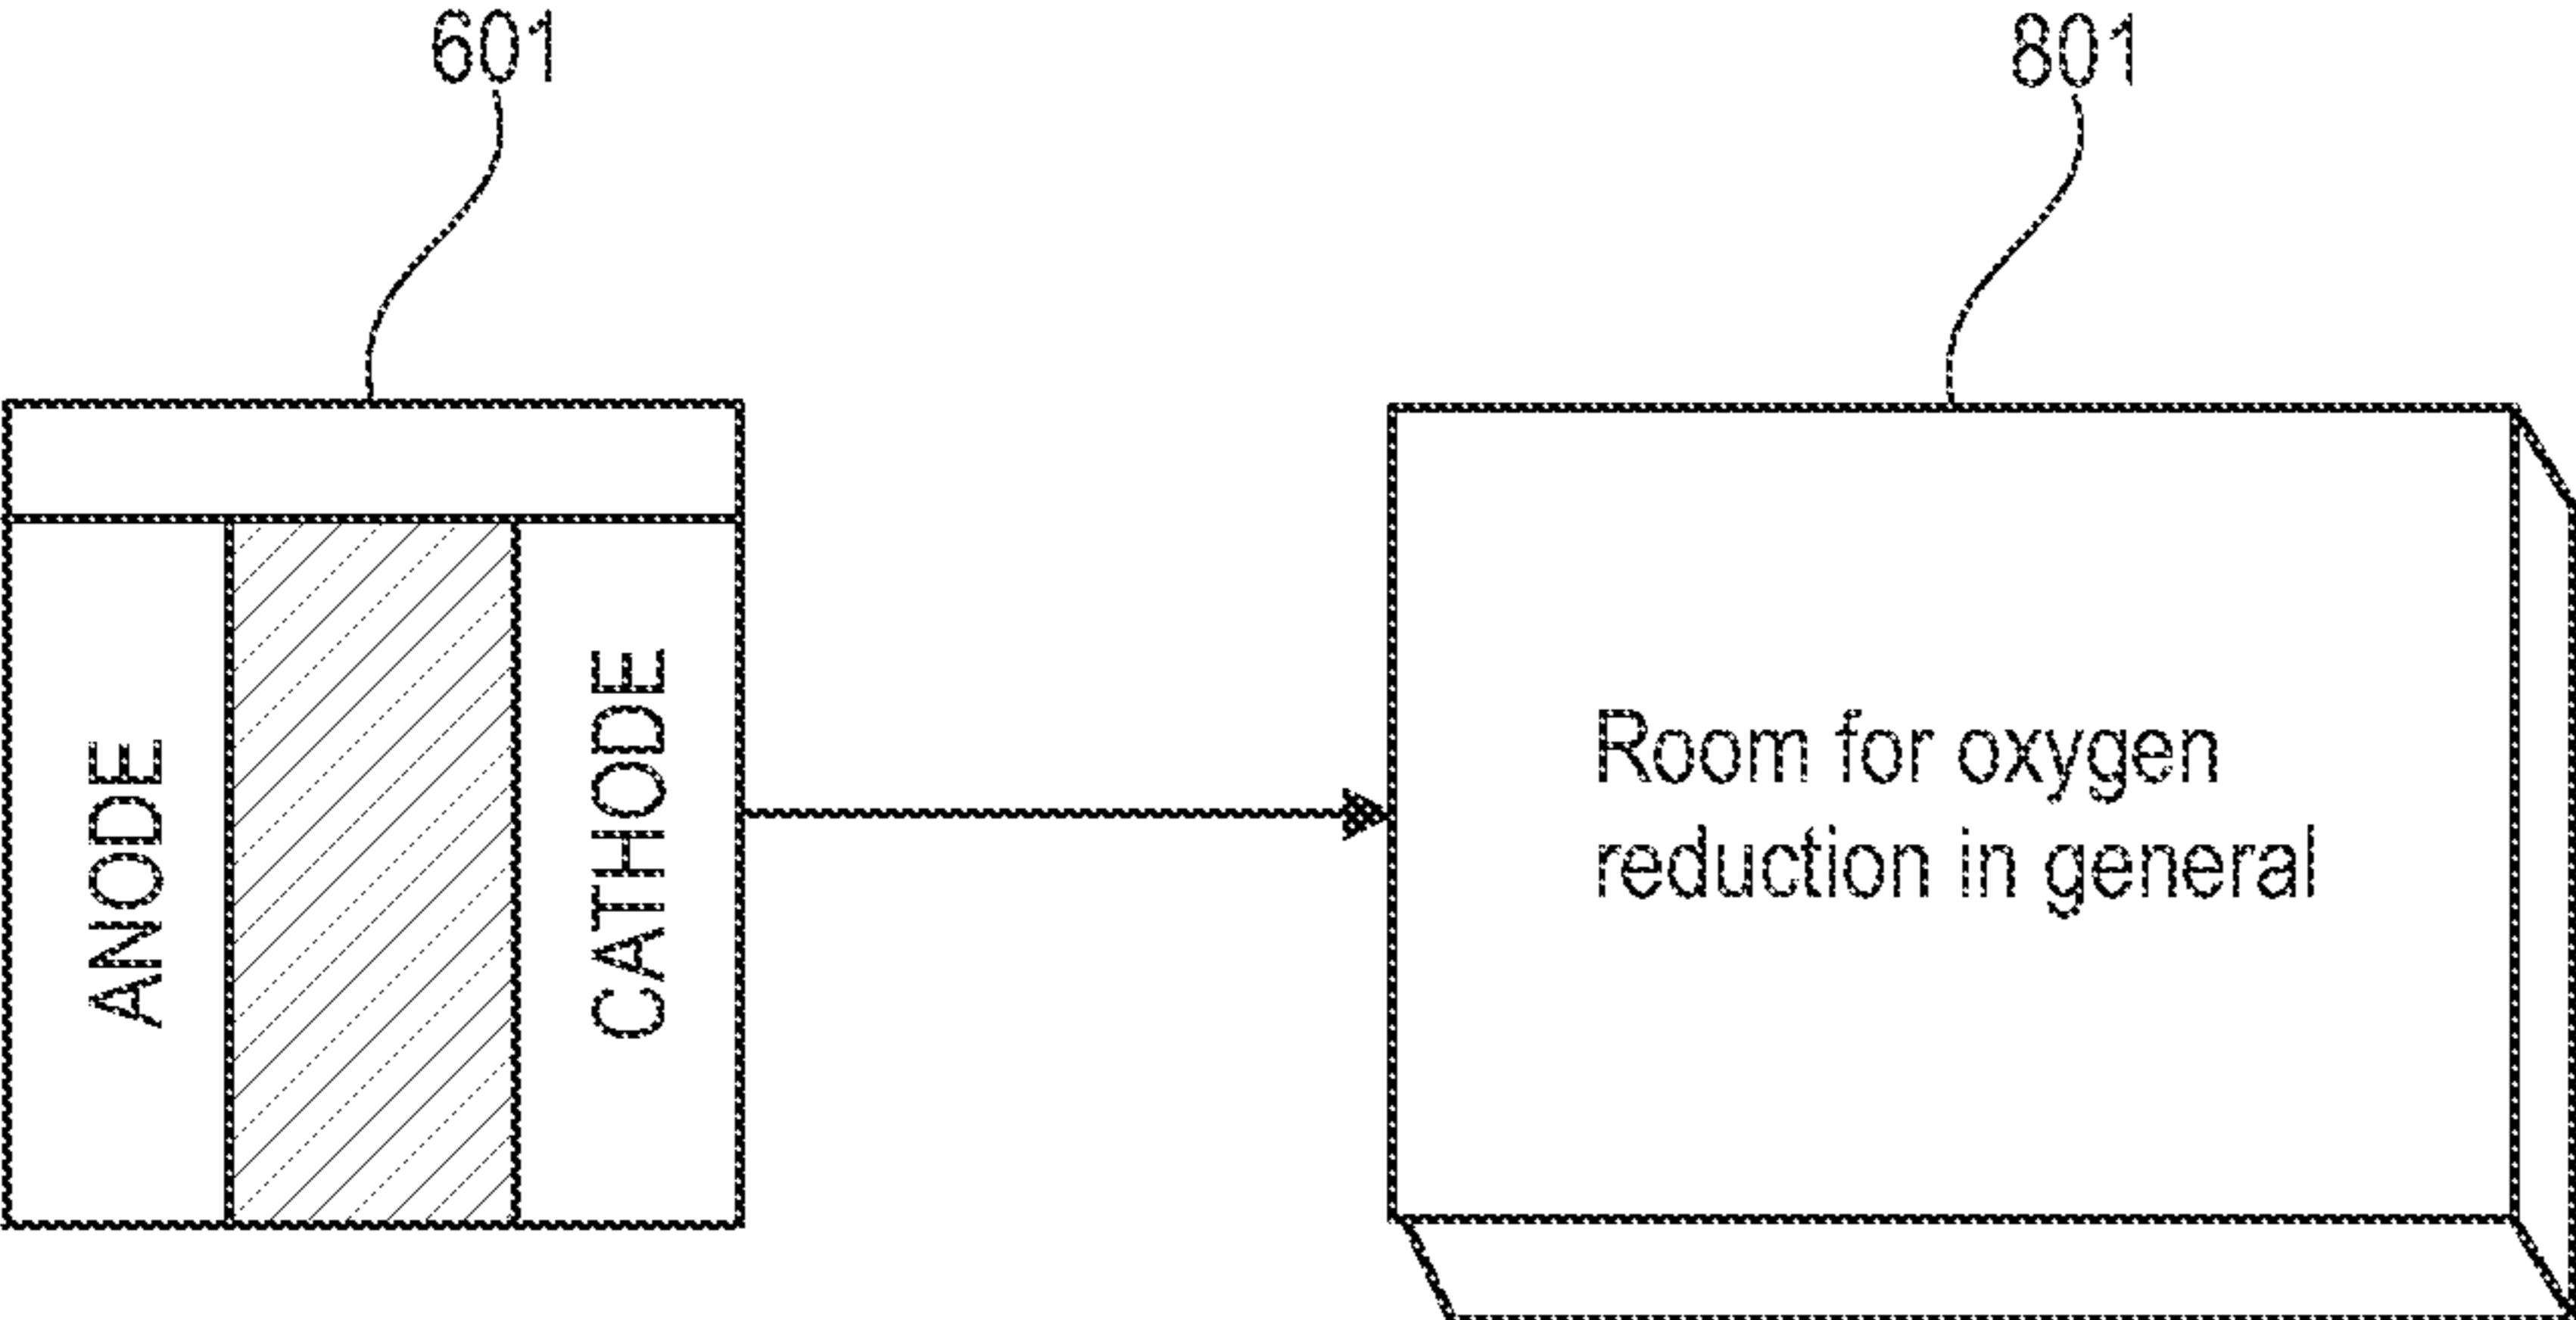 601
801
ANODE
CATHODE
Room for oxygen
reduction in general